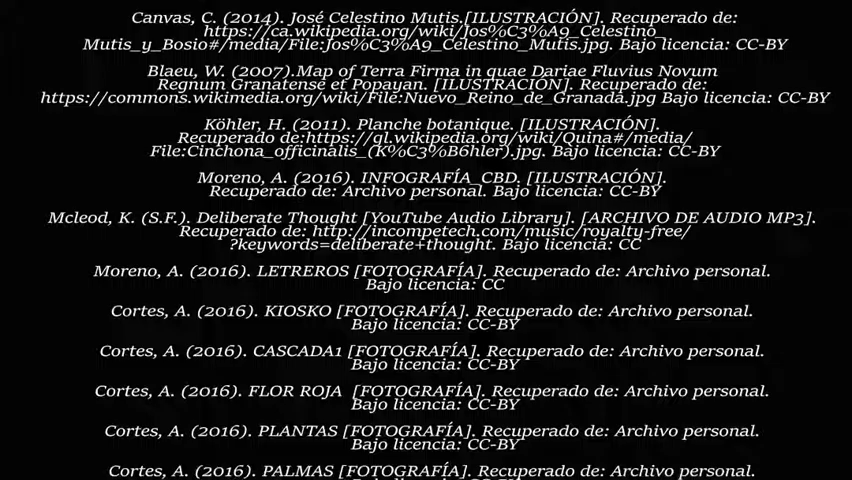 Canvas, C. (2014). José Celestino Mutis.[ILUSTRACIÓN]. Recuperado de:
https://ca.wikipedia.org/wiki/Jos%C3%A9_Celestino_
Mutis_y_Bosio#/media/File:Jos%C3%A9_Celestino_Mutis.jpg. Bajo licencia: CC-BY
Blaeu, W. (2007).Map of Terra Firma in quae Dariae Fluvius Novum
Regnum Granatense et Popayan. [ILUSTRACIÓN]. Recuperado de:
https://commons.wikimedia.org/wiki/File:Nuevo_Reino_de_Granada.jpg Bajo licencia: CC-BY
Köhler, H. (2011). Planche botanique. [ILUSTRACIÓN].
Recuperado de:https://gl.wikipedia.org/wiki/Quina#/media/
File:Cinchona_officinalis_(K%C3%B6hler).jpg. Bajo licencia: CC-BY
Moreno, A. (2016). INFOGRAFÍA_CBD. [ILUSTRACIÓN].
Recuperado de: Archivo personal. Bajo licencia: CC-BY
Mcleod, K. (S.F.). Deliberate Thought [YouTube Audio Library]. [ARCHIVO DE AUDIO MP3].
Recuperado de: http://incompetech.com/music/royalty-free/
?keywords=deliberate+thought. Bajo licencia: CC
Moreno, A. (2016). LETREROS [FOTOGRAFÍA]. Recuperado de: Archivo personal.
Bajo licencia: CC
Cortes, A. (2016). KIOSKO [FOTOGRAFÍA]. Recuperado de: Archivo personal.
Bajo licencia: CC-BY
Cortes, A. (2016). CASCADA1 [FOTOGRAFÍA]. Recuperado de: Archivo personal.
Bajo licencia: CC-BY
Cortes, A. (2016). FLOR ROJA  [FOTOGRAFÍA]. Recuperado de: Archivo personal.
Bajo licencia: CC-BY
Cortes, A. (2016). PLANTAS [FOTOGRAFÍA]. Recuperado de: Archivo personal.
Bajo licencia: CC-BY
Cortes, A. (2016). PALMAS [FOTOGRAFÍA]. Recuperado de: Archivo personal.